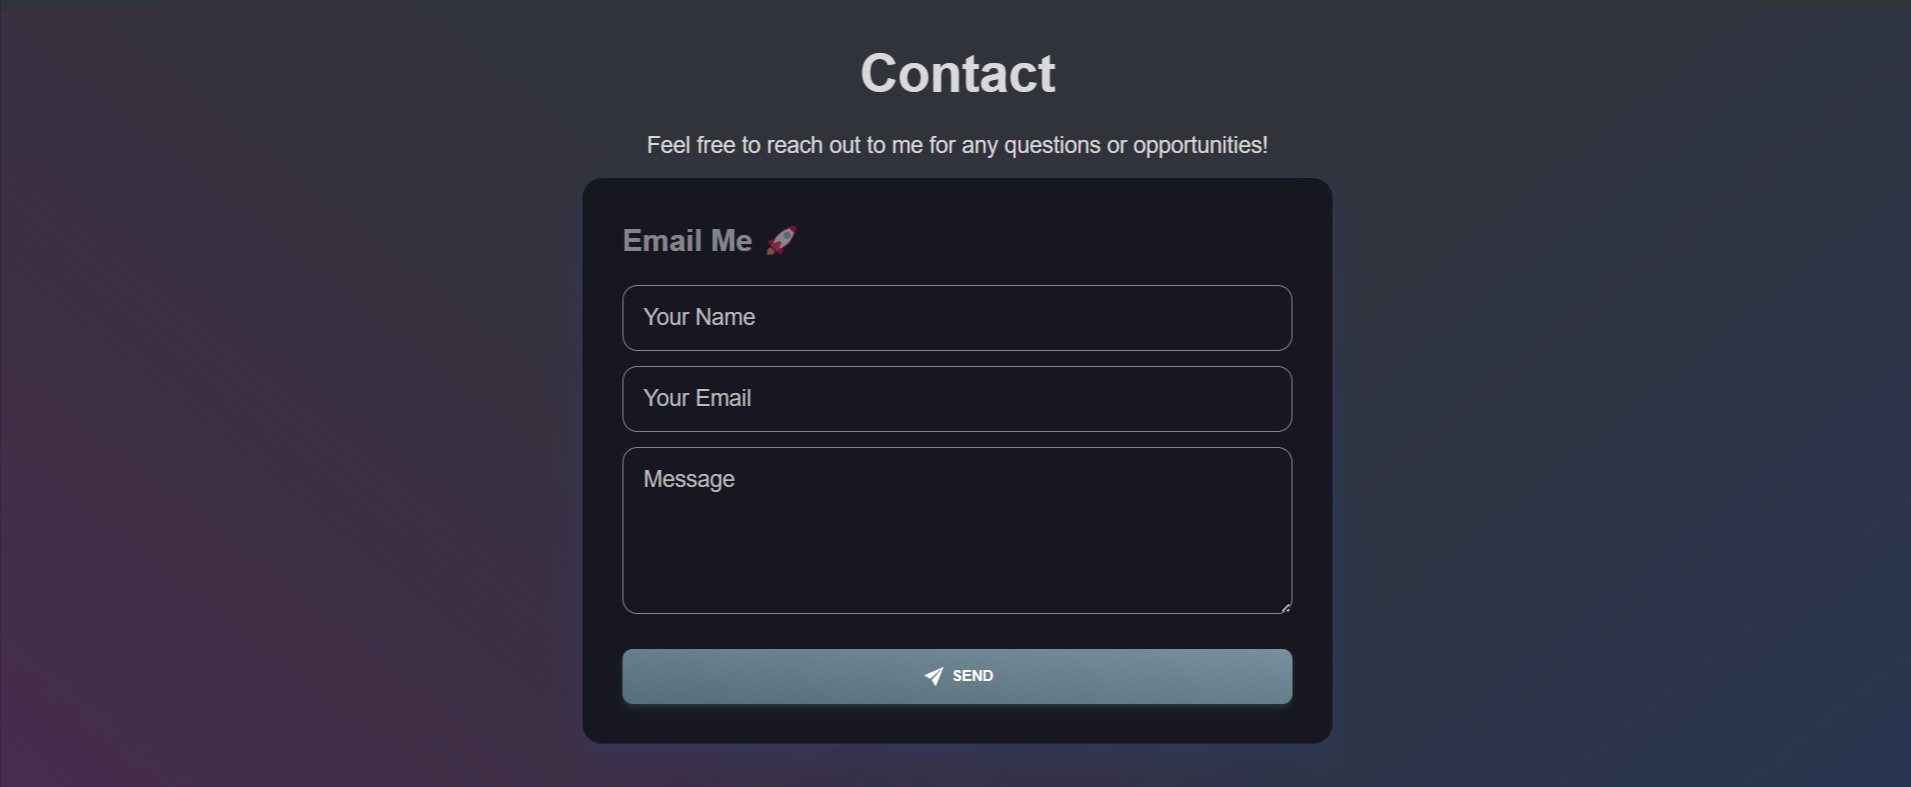 Contact
Feel free to reach out to me for any questions or opportunities!
Email Me 🚀
Your Name
Your Email
Message
SEND